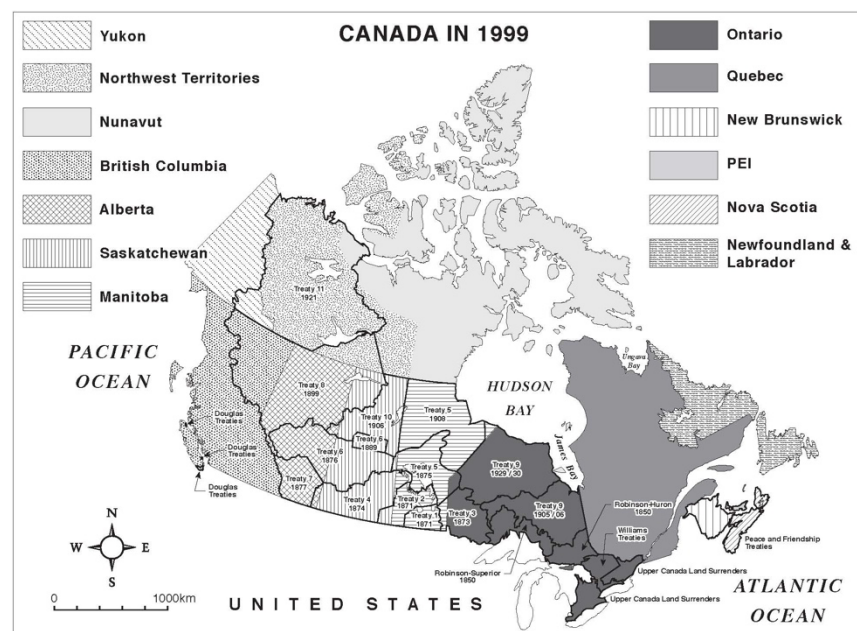 CANADA IN 1999
Yukon
Northwest Territories
Nunavut
British Columbia
Alberta
Saskatchewan
Manitoba
Ontario
Quebec
New Brunswick
PEI
Nova Scotia
Newfoundland &
Labrador
PACIFIC
OCEAN
HUDSON
BAY
Ungava
Bay
James Bay
Treaty 11
1921
Treaty 8
1899
Treaty 10
1906
Treaty 5
1908
Treaty 6
1889
Treaty 6
1876
Treaty 5
1875
Treaty 7
1877
Treaty 4
1874
Treaty 2
1871
Treaty 1
1871
Treaty 3
1873
Treaty 9
1929 / 30
Treaty 9
1905 / 06
Douglas
Treaties
Douglas Treaties
Douglas
Treaties
Robinson-Huron
1850
Williams
Treaties
Robinson-Superior
1850
Peace and Friendship
Treaties
Upper Canada Land Surrenders
Upper Canada Land Surrenders
N
W E
S
0 1000km
UNITED STATES
ATLANTIC
OCEAN